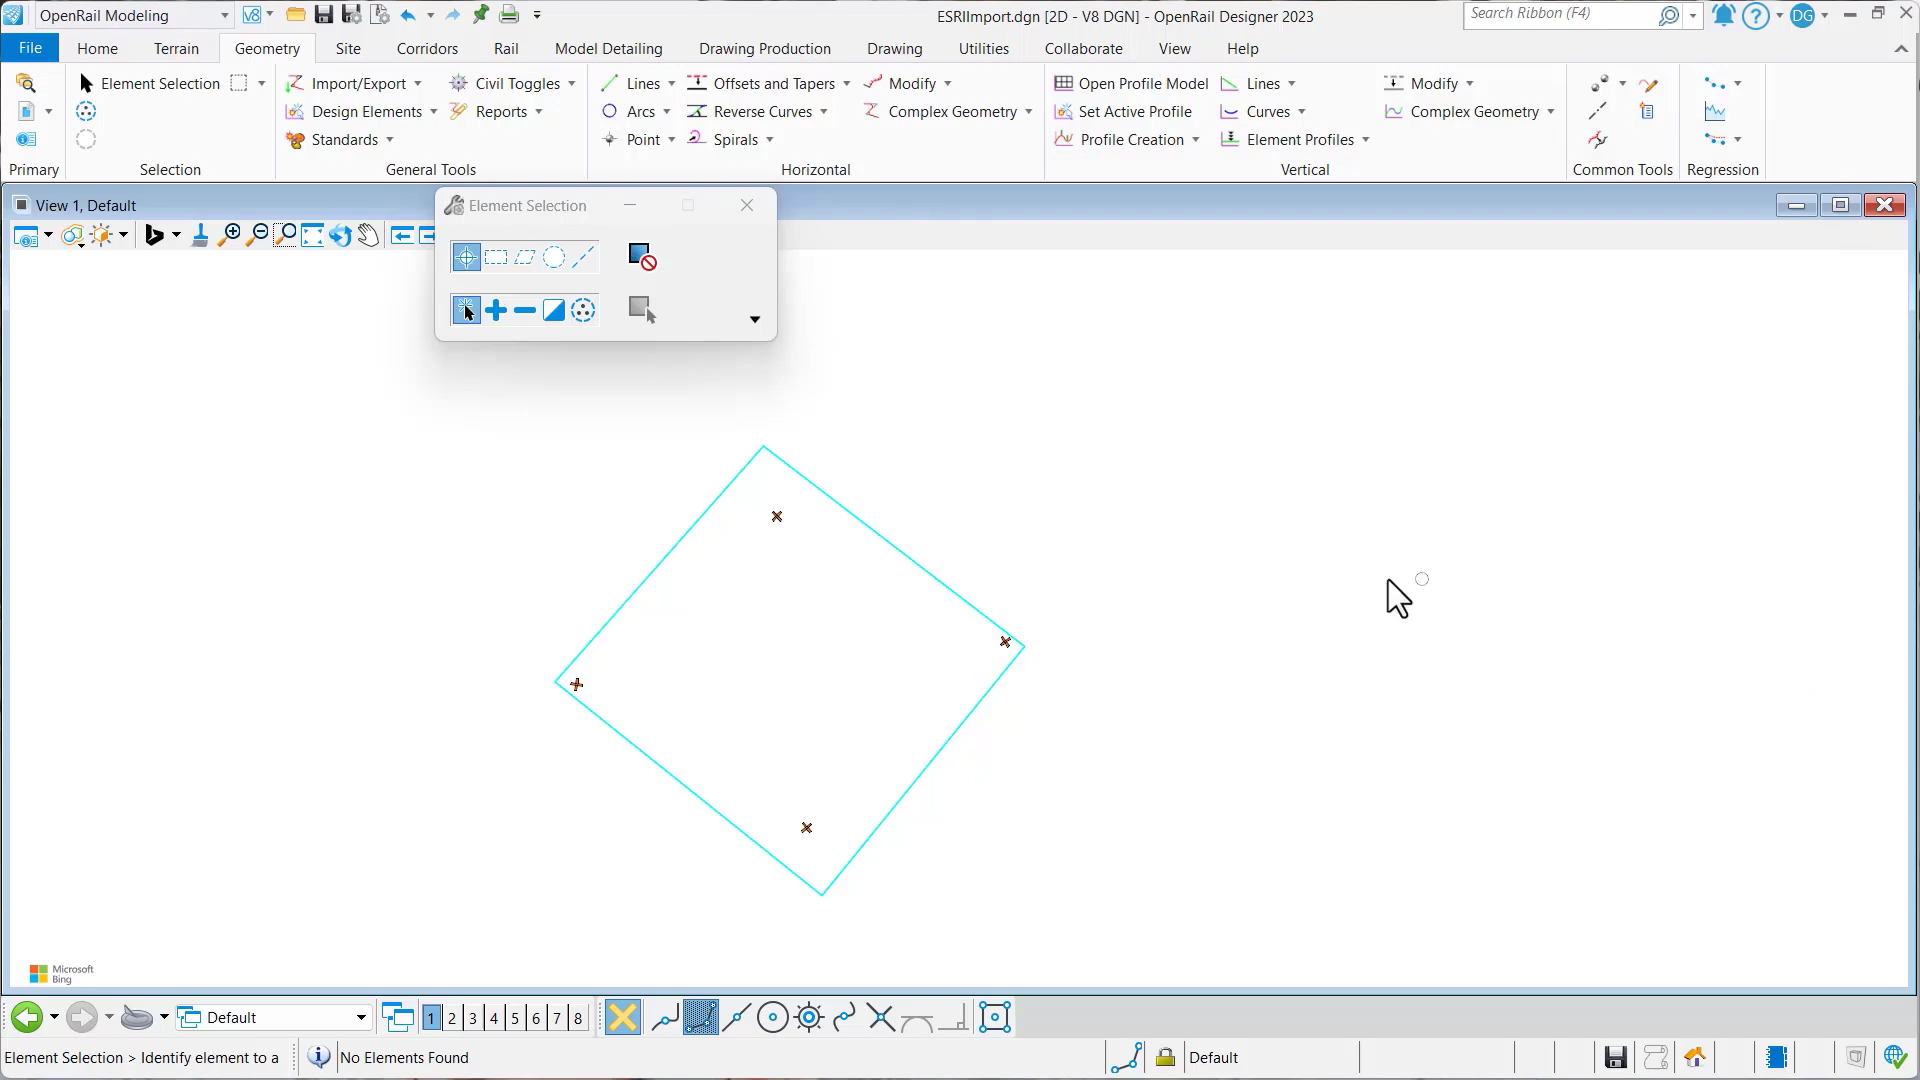 OpenRail Modeling
V8
ESRIImport.dgn [2D - V8 DGN] - OpenRail Designer 2023
Search Ribbon (F4)
DG
File
Home
Terrain
Geometry
Site
Corridors
Rail
Model Detailing
Drawing Production
Drawing
Utilities
Collaborate
View
Help
Element Selection
Import/Export
Civil Toggles
Lines
Offsets and Tapers
Modify
Open Profile Model
Lines
Modify
Design Elements
Reports
Arcs
Reverse Curves
Complex Geometry
Set Active Profile
Curves
Complex Geometry
Standards
Point
Spirals
Profile Creation
Element Profiles
Primary
Selection
General Tools
Horizontal
Vertical
Common Tools
Regression
View 1, Default
Element Selection
Microsoft
Bing
Default
1 2 3 4 5 6 7 8
Element Selection > Identify element to a
No Elements Found
Default